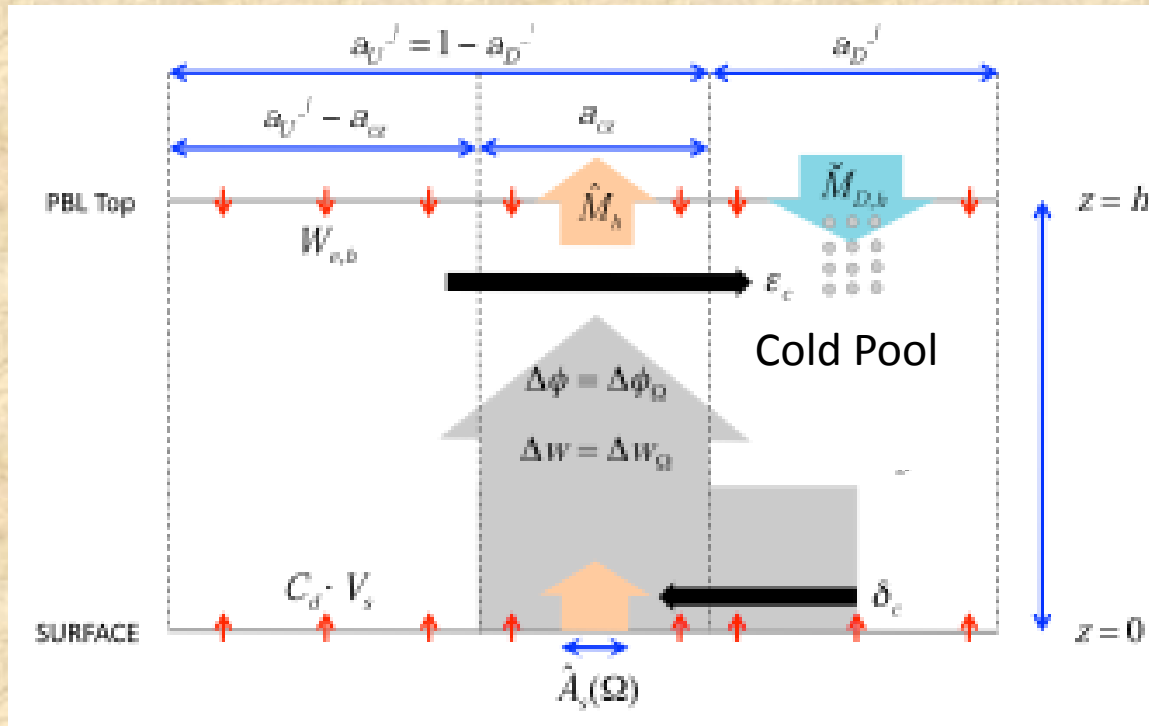 a_U^-l = 1 − a_D^-l
a_D^-l
a_U^-l − a_cz
a_cz
PBL Top
M̂_h
M̌_D,h
z = h
W_e,h
ε_c
Cold Pool
Δϕ = Δϕ_Ω
Δw = Δw_Ω
C_d · V_s
δ_c
SURFACE
z = 0
Â_s(Ω)